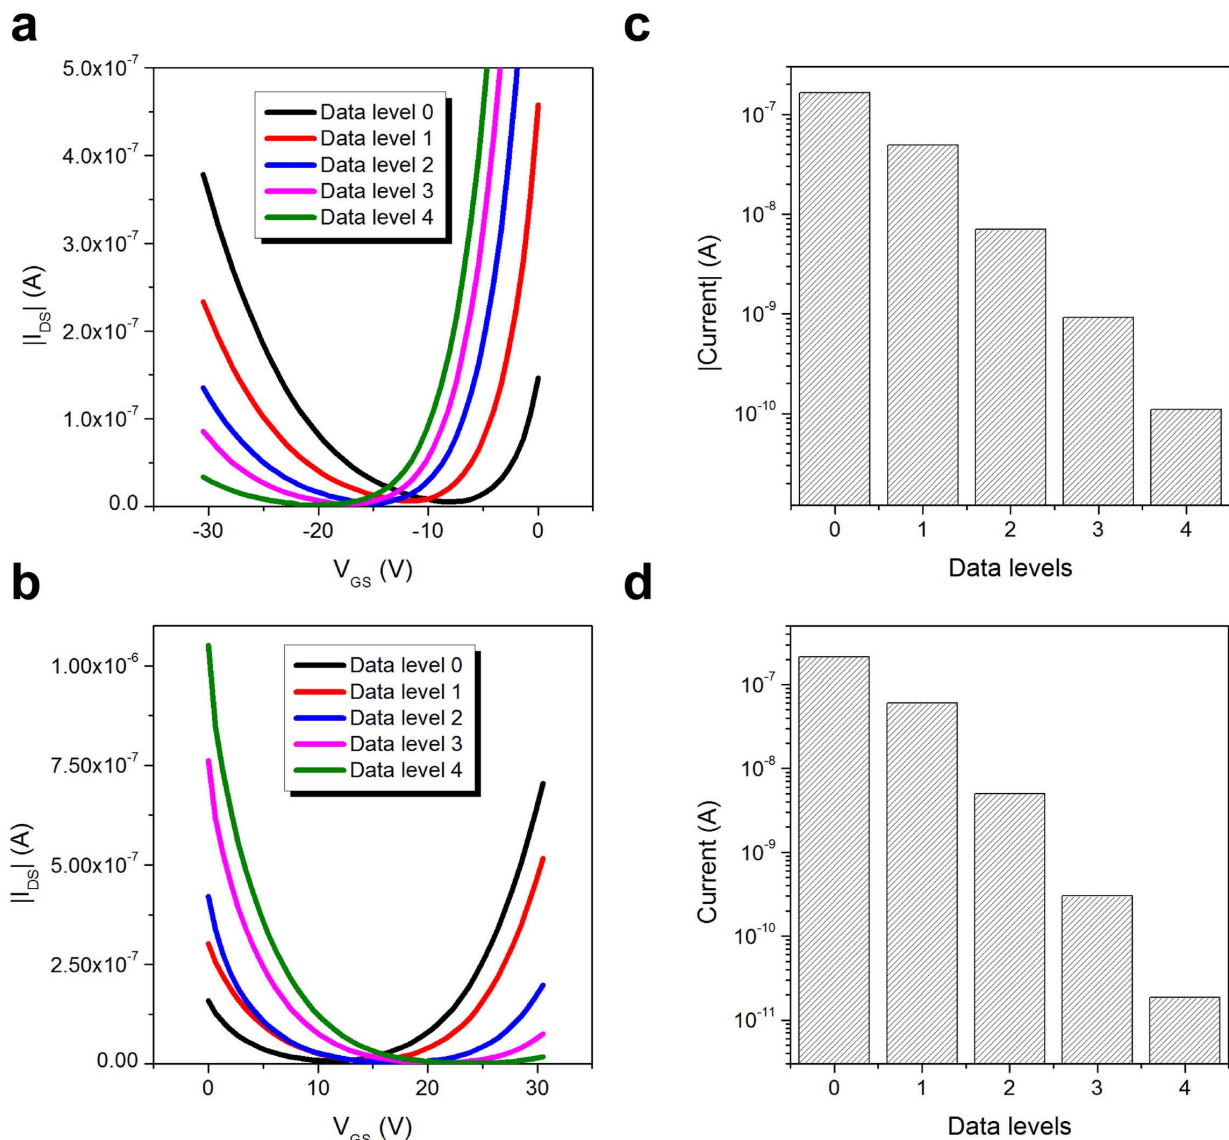 a
5.0x10⁻⁷
4.0x10⁻⁷
3.0x10⁻⁷
2.0x10⁻⁷
1.0x10⁻⁷
0.0
|I_DS| (A)
Data level 0
Data level 1
Data level 2
Data level 3
Data level 4
-30 -20 -10 0
V_GS (V)
b
1.00x10⁻⁶
7.50x10⁻⁷
5.00x10⁻⁷
2.50x10⁻⁷
0.00
|I_DS| (A)
Data level 0
Data level 1
Data level 2
Data level 3
Data level 4
0 10 20 30
V_GS (V)
c
10⁻⁷
10⁻⁸
10⁻⁹
10⁻¹⁰
|Current| (A)
0 1 2 3 4
Data levels
d
10⁻⁷
10⁻⁸
10⁻⁹
10⁻¹⁰
10⁻¹¹
Current (A)
0 1 2 3 4
Data levels